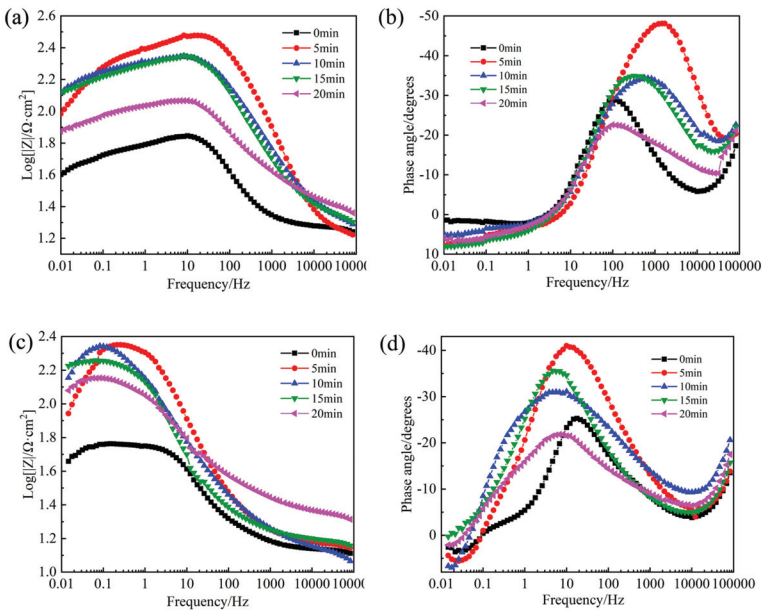 (a)
2.6
2.4
2.2
2.0
1.8
1.6
1.4
1.2
Log[|Z|/Ω·cm²]
0min
5min
10min
15min
20min
0.01 0.1 1 10 100 1000 10000 10000
Frequency/Hz
(b)
-50
-40
-30
-20
-10
0
10
Phase angle/degrees
0min
5min
10min
15min
20min
0.01 0.1 1 10 100 1000 10000 100000
Frequency/Hz
(c)
2.4
2.2
2.0
1.8
1.6
1.4
1.2
1.0
Log[|Z|/Ω·cm²]
0min
5min
10min
15min
20min
0.01 0.1 1 10 100 1000 10000 10000
Frequency/Hz
(d)
-40
-30
-20
-10
0
Phase angle/degrees
0min
5min
10min
15min
20min
0.01 0.1 1 10 100 1000 10000 100000
Frequency/Hz